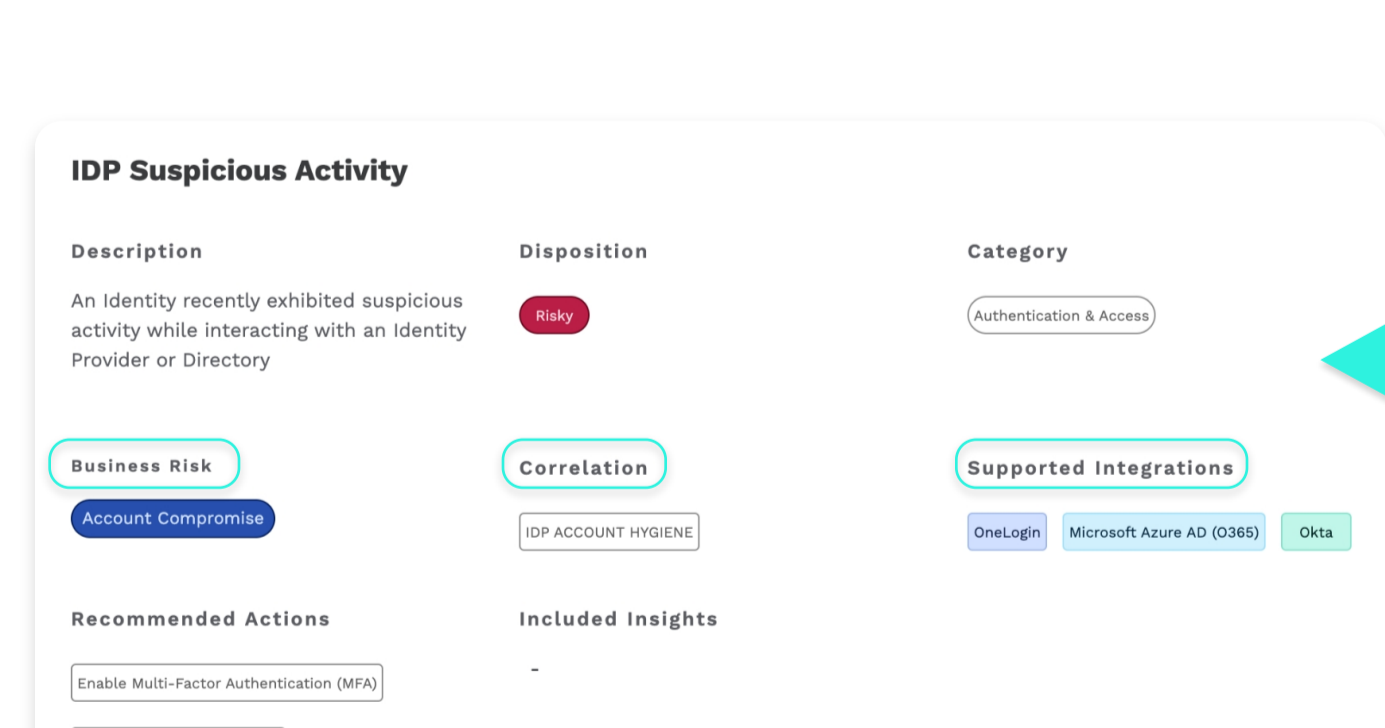 IDP Suspicious Activity
Description
An Identity recently exhibited suspicious
activity while interacting with an Identity
Provider or Directory
Disposition
Risky
Category
Authentication & Access
Business Risk
Account Compromise
Correlation
IDP ACCOUNT HYGIENE
Supported Integrations
OneLogin
Microsoft Azure AD (O365)
Okta
Recommended Actions
Enable Multi-Factor Authentication (MFA)
Included Insights
-